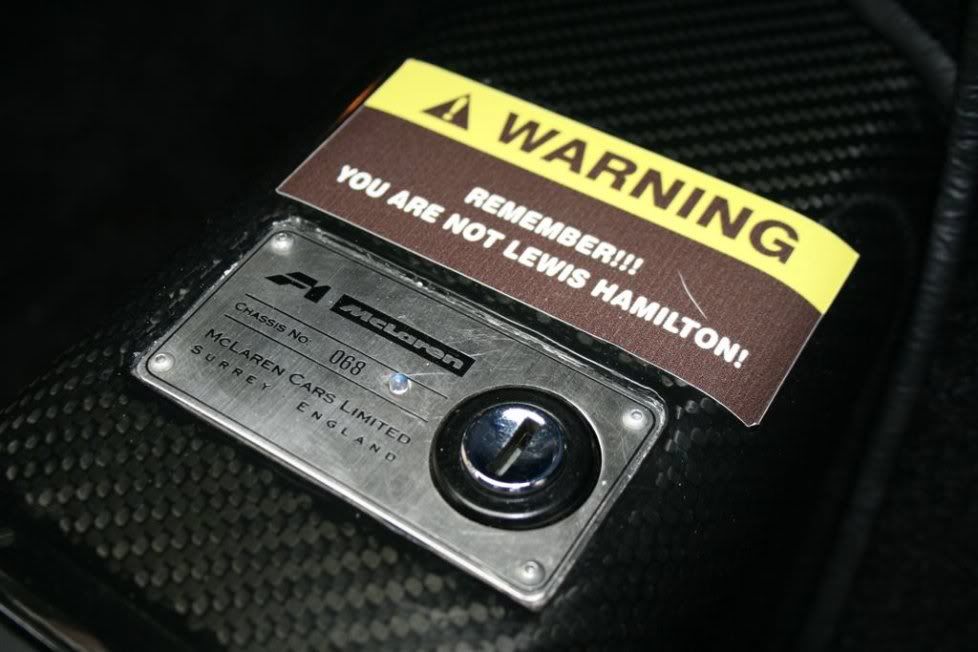 WARNING
REMEMBER!!!
YOU ARE NOT LEWIS HAMILTON!
F1 McLaren
CHASSIS NO: 068
MCLAREN CARS LIMITED
SURREY ENGLAND